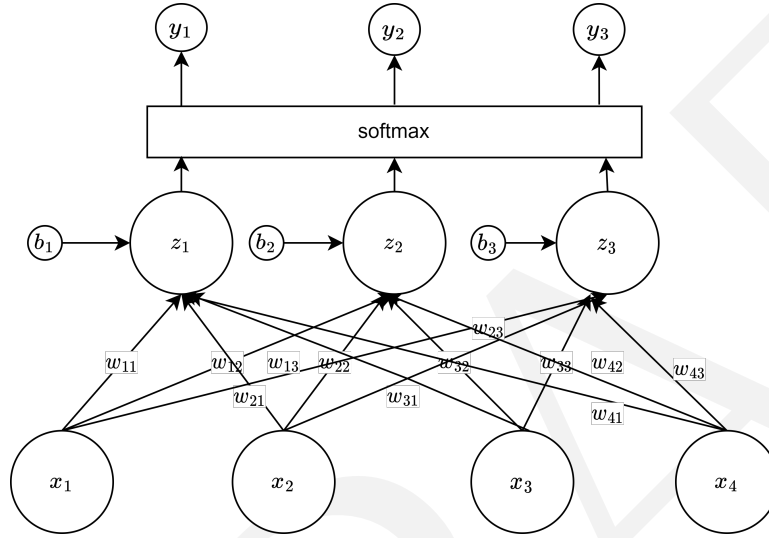 y₁ y₂ y₃
softmax
b₁ z₁ b₂ z₂ b₃ z₃
w₂₃
w₁₁ w₁₂ w₁₃ w₂₂ w₃₂ w₃₃ w₄₂ w₄₃
w₂₁ w₃₁ w₄₁
x₁ x₂ x₃ x₄